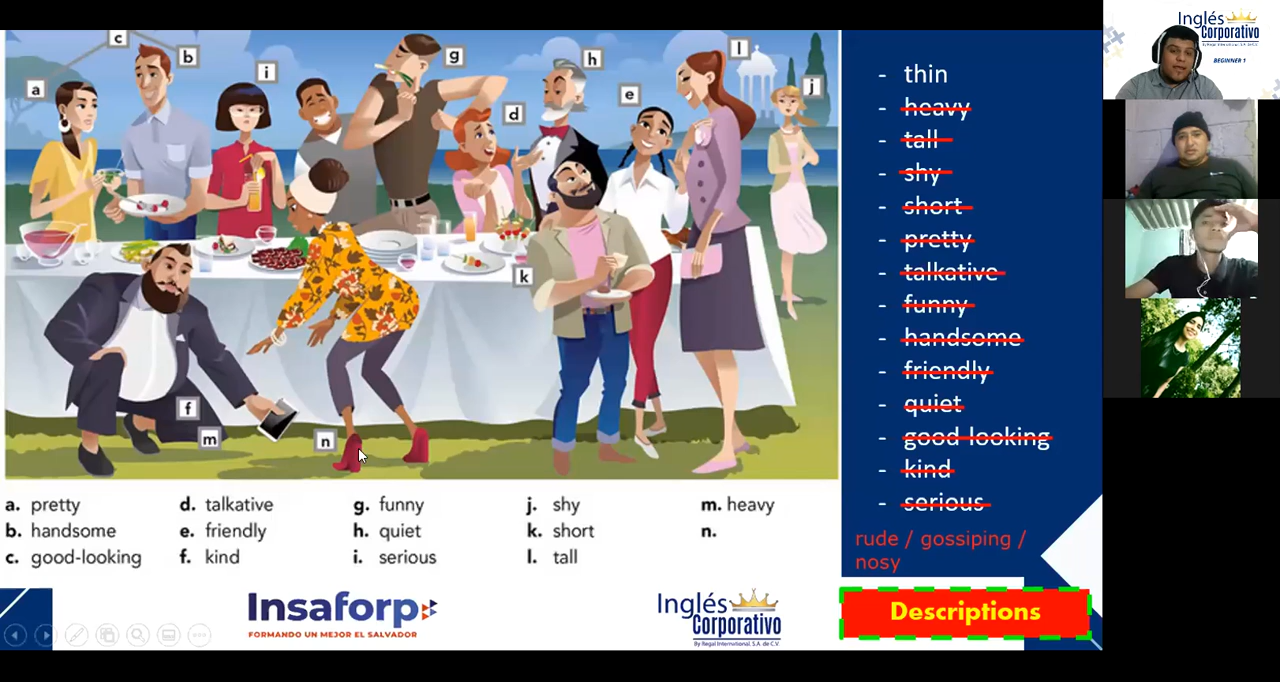 c
b
a
i
g
h
l
e
j
d
k
f
m
n
- thin
- heavy
- tall
- shy
- short
- pretty
- talkative
- funny
- handsome
- friendly
- quiet
- good-looking
- kind
- serious
rude / gossiping /
nosy
a. pretty
b. handsome
c. good-looking
d. talkative
e. friendly
f. kind
g. funny
h. quiet
i. serious
j. shy
k. short
l. tall
m. heavy
n.
Insaforp
FORMANDO UN MEJOR EL SALVADOR
Inglés
Corporativo
By Regal International, S.A. de C.V.
Descriptions
Inglés
Corporativo
BEGINNER 1